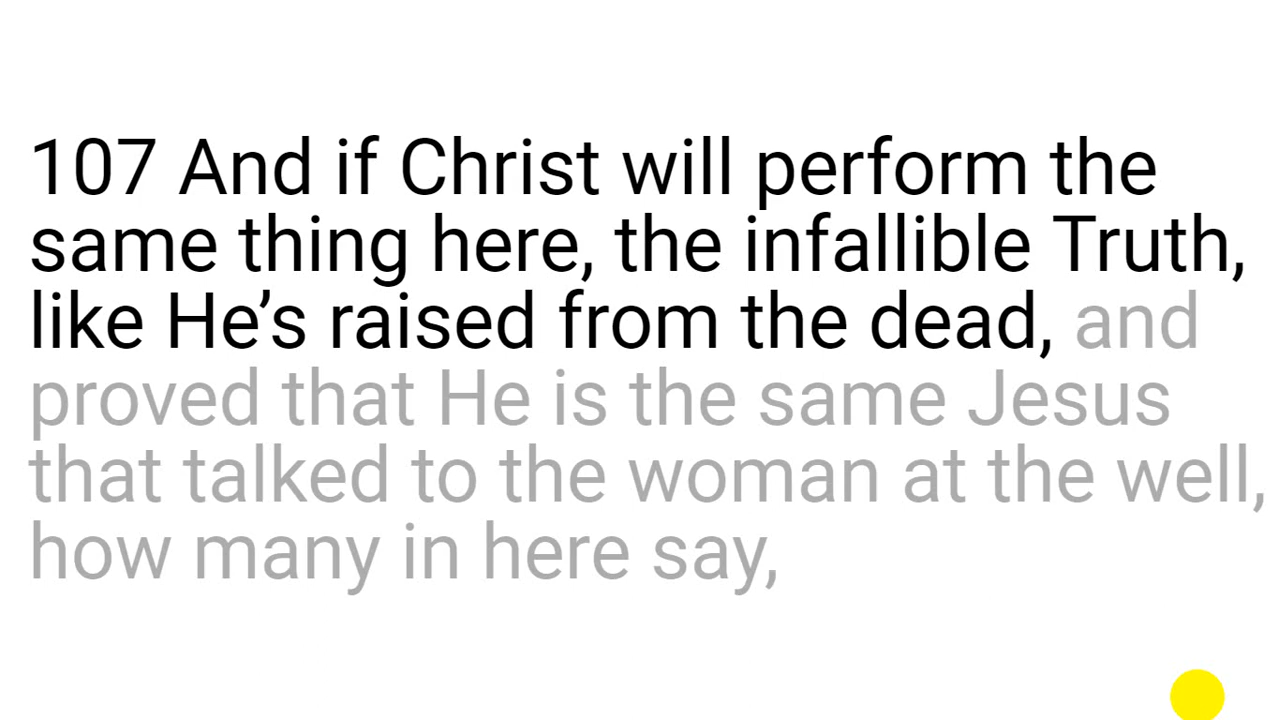 107 And if Christ will perform the
same thing here, the infallible Truth,
like He’s raised from the dead, and
proved that He is the same Jesus
that talked to the woman at the well,
how many in here say,